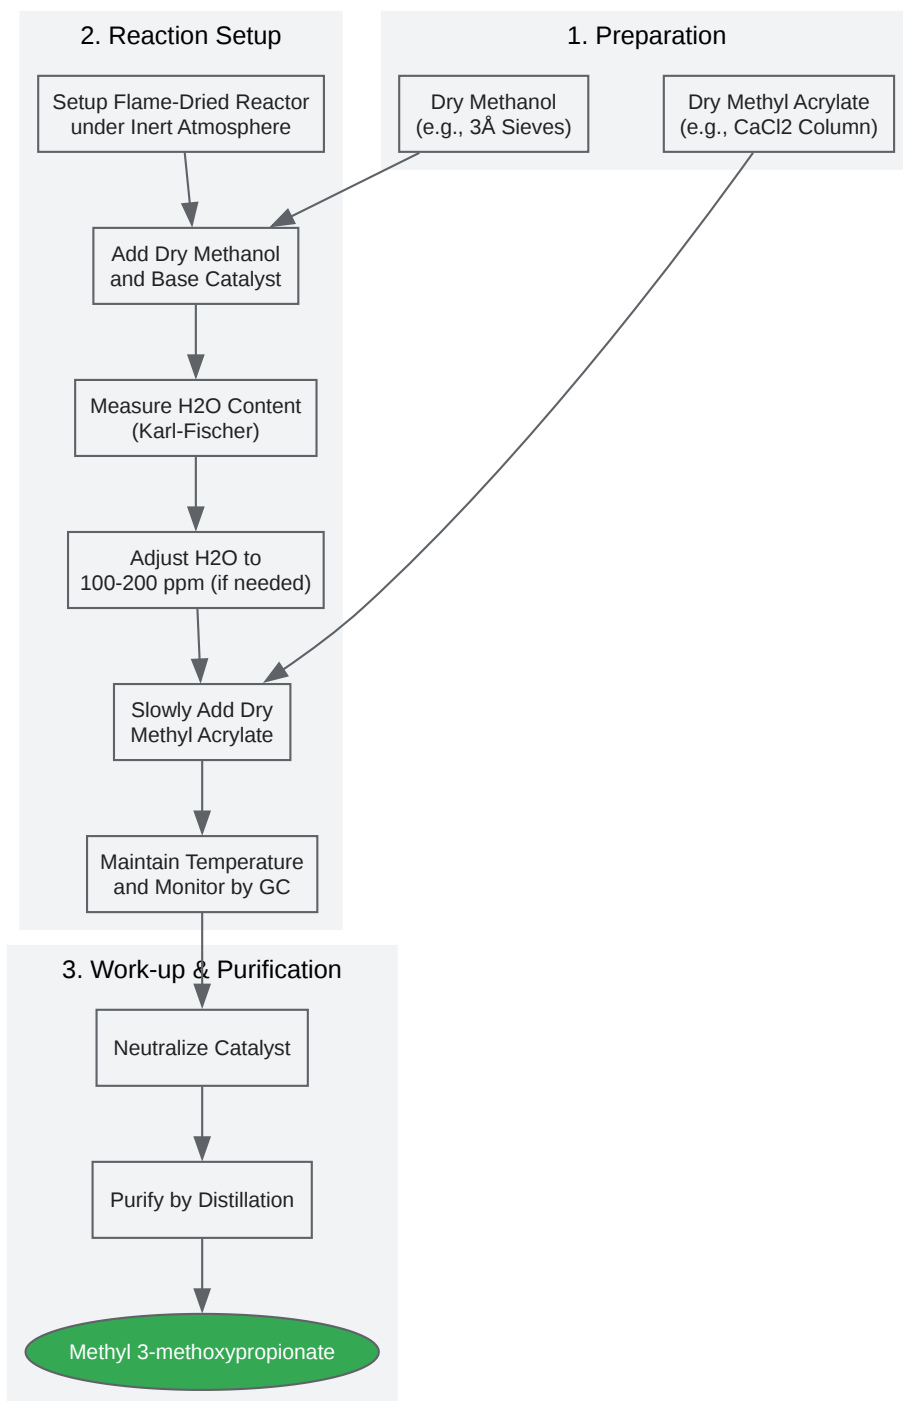 2. Reaction Setup
1. Preparation
Setup Flame-Dried Reactor
under Inert Atmosphere
Dry Methanol
(e.g., 3Å Sieves)
Dry Methyl Acrylate
(e.g., CaCl2 Column)
Add Dry Methanol
and Base Catalyst
Measure H2O Content
(Karl-Fischer)
Adjust H2O to
100-200 ppm (if needed)
Slowly Add Dry
Methyl Acrylate
Maintain Temperature
and Monitor by GC
3. Work-up & Purification
Neutralize Catalyst
Purify by Distillation
Methyl 3-methoxypropionate